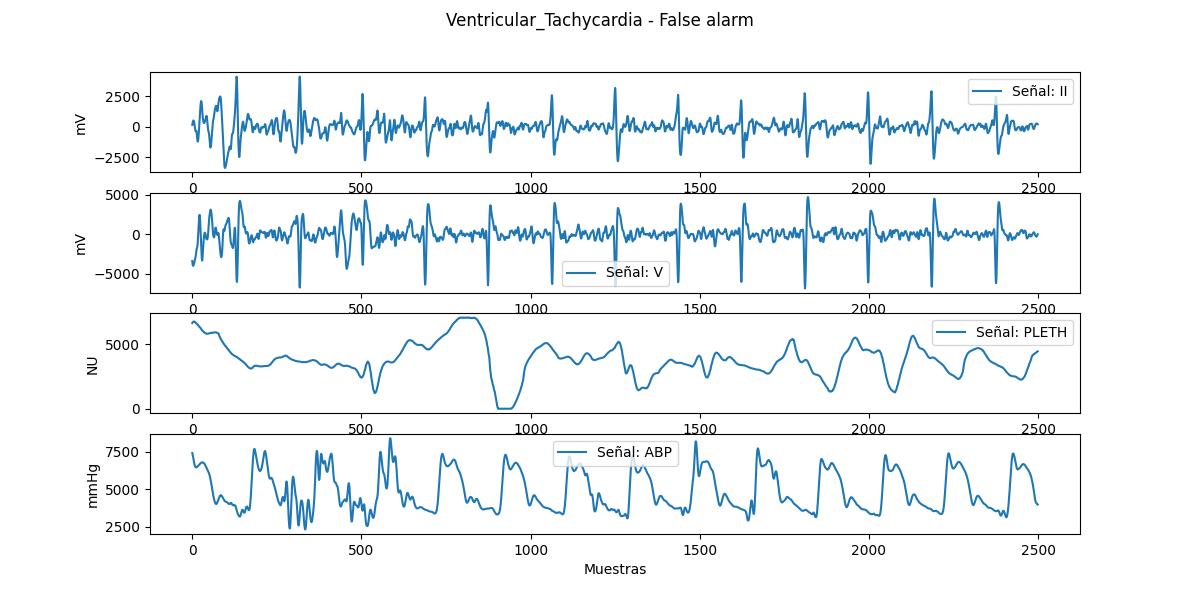 Ventricular_Tachycardia - False alarm
2500
0
−2500
mV
Señal: II
0 500 1000 1500 2000 2500
5000
0
−5000
mV
Señal: V
0 500 1000 1500 2000 2500
5000
0
NU
Señal: PLETH
0 500 1000 1500 2000 2500
7500
5000
2500
mmHg
Señal: ABP
0 500 1000 1500 2000 2500
Muestras